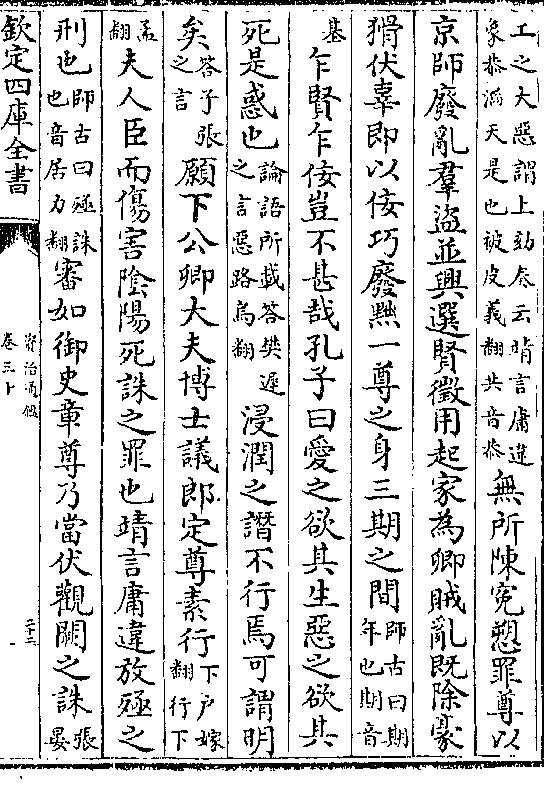 工之大惡謂上劾奏云靖言庸違
象恭滔天是也被皮義翻共音恭
無所陳寃愬罪尊以
京師廢亂羣盜並興選賢徵用起家為卿賊亂既除豪
猾伏辜即以佞巧廢黜一尊之身三期之間
師古曰期
年也期音
基
乍賢乍佞豈不甚哉孔子曰愛之欲其生惡之欲其
死是惑也
論語所載答樊遲
之言惡路烏翻
浸潤之譖不行焉可謂明
矣
答子張
之言
願下公卿大夫博士議郎定尊素行
下戶嫁
翻行下
孟
翻
夫人臣而傷害陰陽死誅之罪也靖言庸違放殛之
刑也
師古曰殛誅
也音居力翻
審如御史章尊乃當伏觀闕之誅
張
晏
欽定四庫全書
資治通鑑
卷三十
二十三